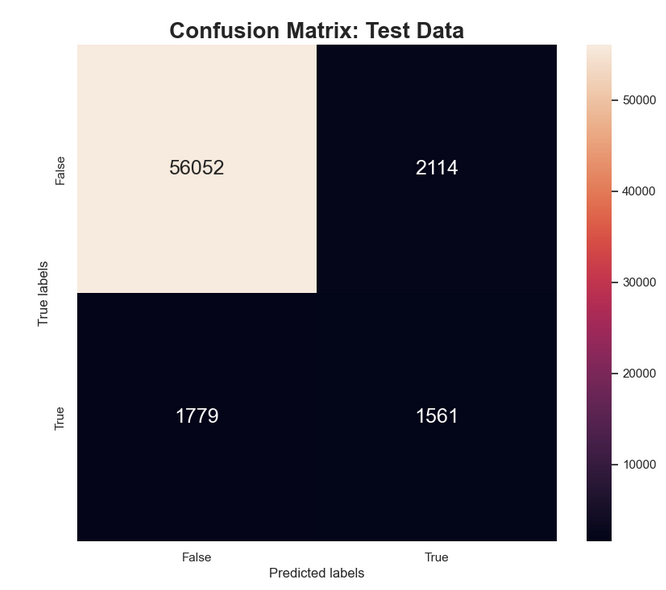 Confusion Matrix: Test Data
True labels
False
56052
2114
True
1779
1561
False
True
Predicted labels
50000
40000
30000
20000
10000